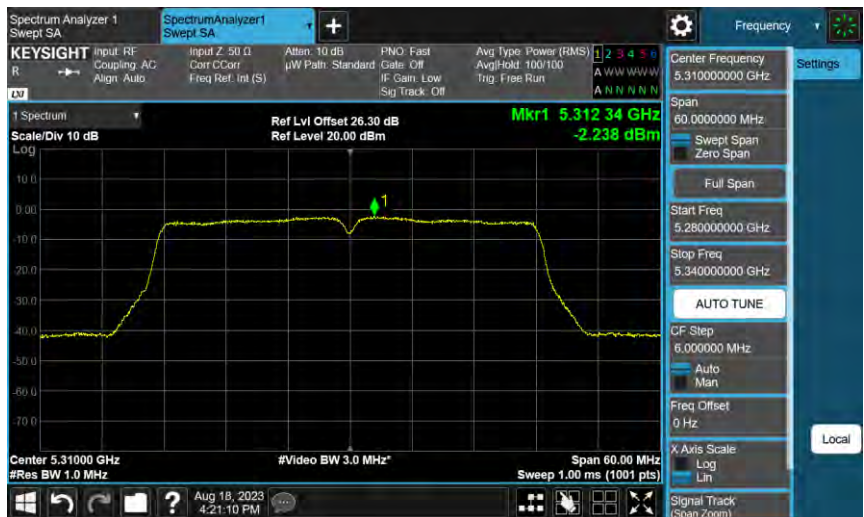 Spectrum Analyzer 1
Swept SA
SpectrumAnalyzer1
Swept SA
Frequency
KEYSIGHT
R
LXI
Input: RF
Coupling: AC
Align: Auto
Input Z: 50 Ω
Corr CCorr
Freq Ref: Int (S)
Atten: 10 dB
µW Path: Standard
PNO: Fast
Gate: Off
IF Gain: Low
Sig Track: Off
Avg Type: Power (RMS)
Avg|Hold: 100/100
Trig: Free Run
1 2 3 4 5 6
A W W W W W
A N N N N N
1 Spectrum
Scale/Div 10 dB
Log
Ref Lvl Offset 26.30 dB
Ref Level 20.00 dBm
Mkr1 5.312 34 GHz
-2.238 dBm
10.0
0.00
-10.0
-20.0
-30.0
-40.0
-50.0
-60.0
-70.0
1
Center 5.31000 GHz
#Res BW 1.0 MHz
#Video BW 3.0 MHz*
Span 60.00 MHz
Sweep 1.00 ms (1001 pts)
Aug 18, 2023
4:21:10 PM
Center Frequency
5.310000000 GHz
Span
60.0000000 MHz
Swept Span
Zero Span
Full Span
Start Freq
5.280000000 GHz
Stop Freq
5.340000000 GHz
AUTO TUNE
CF Step
6.000000 MHz
Auto
Man
Freq Offset
0 Hz
X Axis Scale
Log
Lin
Signal Track
(Span Zoom)
Settings
Local